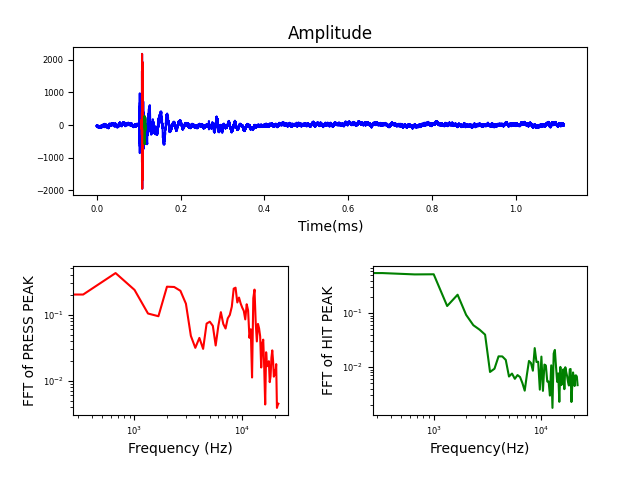 Amplitude
2000
1000
0
−1000
−2000
0.0 0.2 0.4 0.6 0.8 1.0
Time(ms)
FFT of PRESS PEAK
10⁻¹
10⁻²
10³ 10⁴
Frequency (Hz)
FFT of HIT PEAK
10⁻¹
10⁻²
10³ 10⁴
Frequency(Hz)